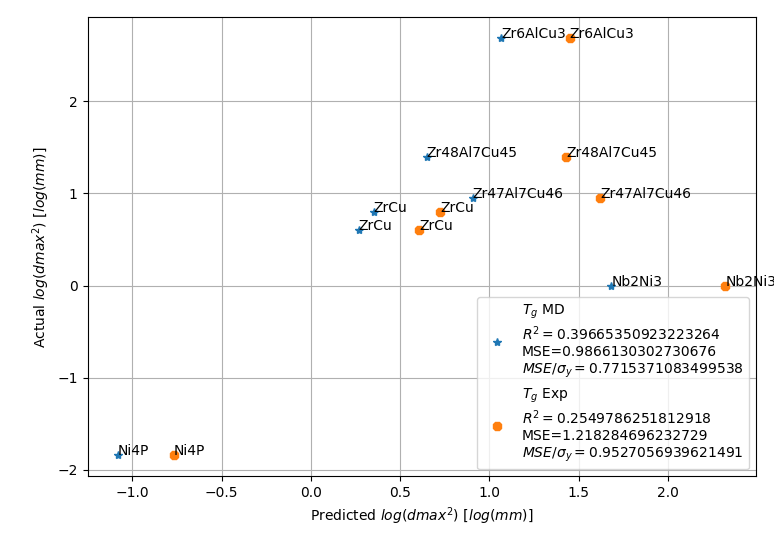 Zr6AlCu3 Zr6AlCu3
2
Zr48Al7Cu45 Zr48Al7Cu45
1
Zr47Al7Cu46 Zr47Al7Cu46
ZrCu ZrCu
ZrCu ZrCu
0
Nb2Ni3 Nb2Ni3
Actual log(dmax²) [log(mm)]
T_g MD
R² = 0.39665350923223264
MSE=0.9866130302730676
MSE/σ_y = 0.7715371083499538
−1
T_g Exp
R² = 0.2549786251812918
MSE=1.218284696232729
MSE/σ_y = 0.9527056939621491
Ni4P Ni4P
−2
−1.0 −0.5 0.0 0.5 1.0 1.5 2.0
Predicted log(dmax²) [log(mm)]